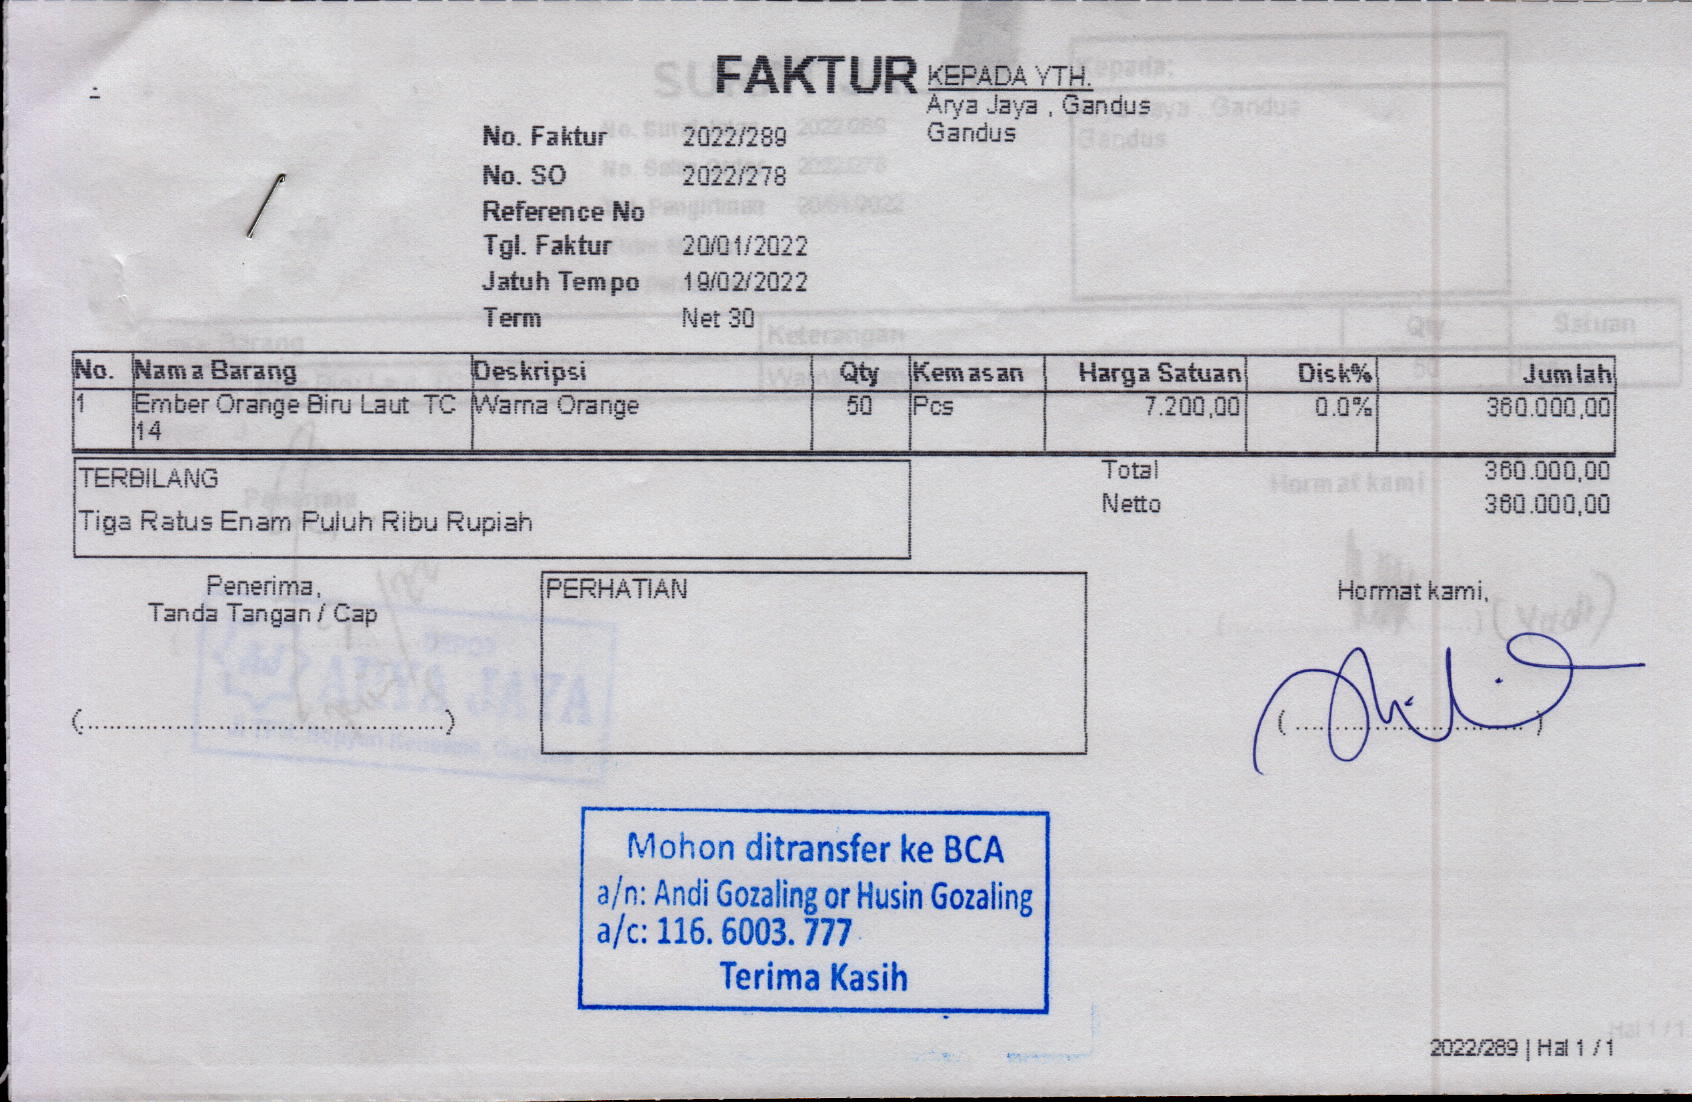 FAKTUR
KEPADA YTH.
Arya Jaya , Gandus
Gandus
No. Faktur 2022/289
No. SO 2022/278
Reference No
Tgl. Faktur 20/01/2022
Jatuh Tempo 19/02/2022
Term Net 30
No. Nama Barang Deskripsi Qty Kemasan Harga Satuan Disk% Jumlah
1 Ember Orange Biru Laut TC Warna Orange 50 Pcs 7.200,00 0.0% 360.000,00
14
TERBILANG
Tiga Ratus Enam Puluh Ribu Rupiah
Total 360.000,00
Netto 360.000,00
Penerima,
Tanda Tangan / Cap
(..............................................)
PERHATIAN
Hormat kami,
( ................................ )
Mohon ditransfer ke BCA
a/n: Andi Gozaling or Husin Gozaling
a/c: 116. 6003. 777
Terima Kasih
2022/289 | Hal 1 / 1